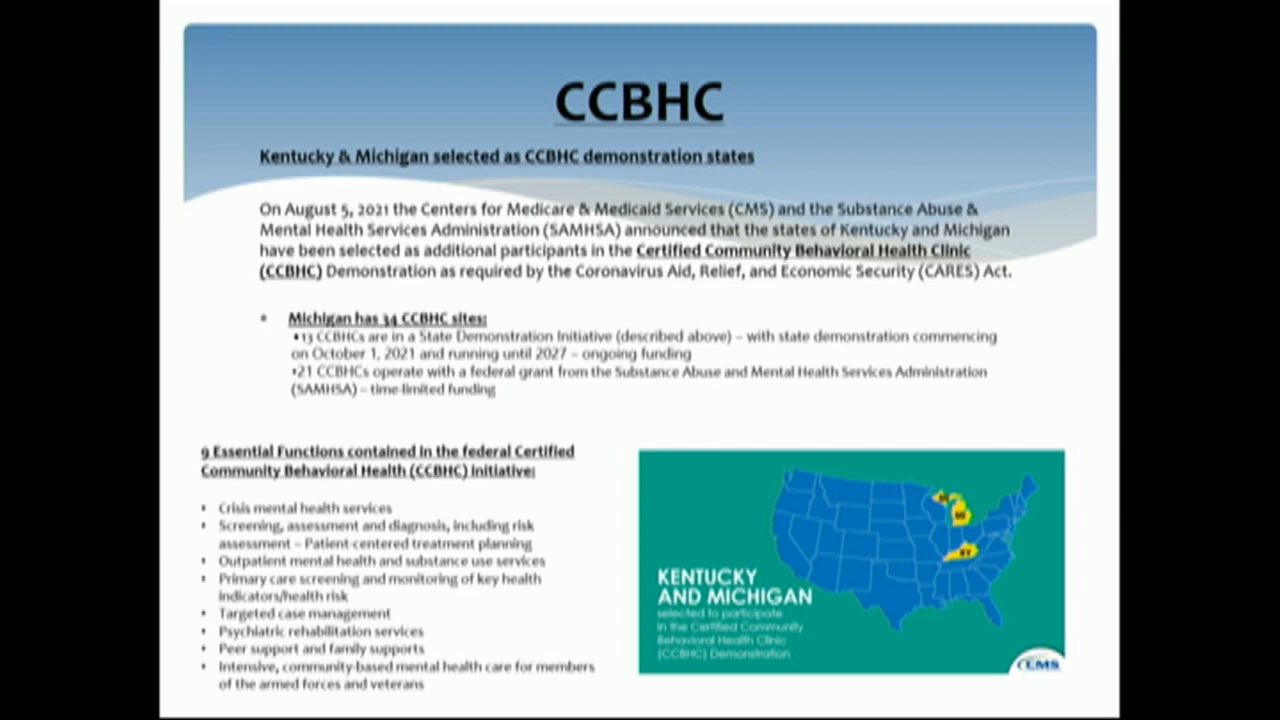 CCBHC
Kentucky & Michigan selected as CCBHC demonstration states
On August 5, 2021 the Centers for Medicare & Medicaid Services (CMS) and the Substance Abuse &
Mental Health Services Administration (SAMHSA) announced that the states of Kentucky and Michigan
have been selected as additional participants in the Certified Community Behavioral Health Clinic
(CCBHC) Demonstration as required by the Coronavirus Aid, Relief, and Economic Security (CARES) Act.
* Michigan has 34 CCBHC sites:
•13 CCBHCs are in a State Demonstration Initiative (described above) – with state demonstration commencing
on October 1, 2021 and running until 2027 – ongoing funding
•21 CCBHCs operate with a federal grant from the Substance Abuse and Mental Health Services Administration
(SAMHSA) – time-limited funding
9 Essential Functions contained in the federal Certified
Community Behavioral Health (CCBHC) Initiative:
• Crisis mental health services
• Screening, assessment and diagnosis, including risk
assessment – Patient-centered treatment planning
• Outpatient mental health and substance use services
• Primary care screening and monitoring of key health
indicators/health risk
• Targeted case management
• Psychiatric rehabilitation services
• Peer support and family supports
• Intensive, community-based mental health care for members
of the armed forces and veterans
MI
MI
KY
KENTUCKY
AND MICHIGAN
selected to participate
in the Certified Community
Behavioral Health Clinic
(CCBHC) Demonstration
CMS